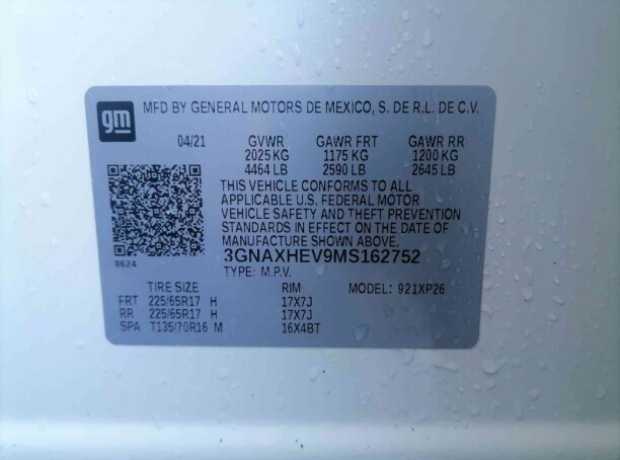 gm
MFD BY GENERAL MOTORS DE MEXICO, S. DE R.L. DE C.V.
04/21 GVWR GAWR FRT GAWR RR
2025 KG 1175 KG 1200 KG
4464 LB 2590 LB 2645 LB
THIS VEHICLE CONFORMS TO ALL
APPLICABLE U.S. FEDERAL MOTOR
VEHICLE SAFETY AND THEFT PREVENTION
STANDARDS IN EFFECT ON THE DATE OF
MANUFACTURE SHOWN ABOVE.
8624
3GNAXHEV9MS162752
TYPE: M.P.V.
TIRE SIZE RIM MODEL: 921XP26
FRT 225/65R17 H 17X7J
RR 225/65R17 H 17X7J
SPA T135/70R16 M 16X4BT